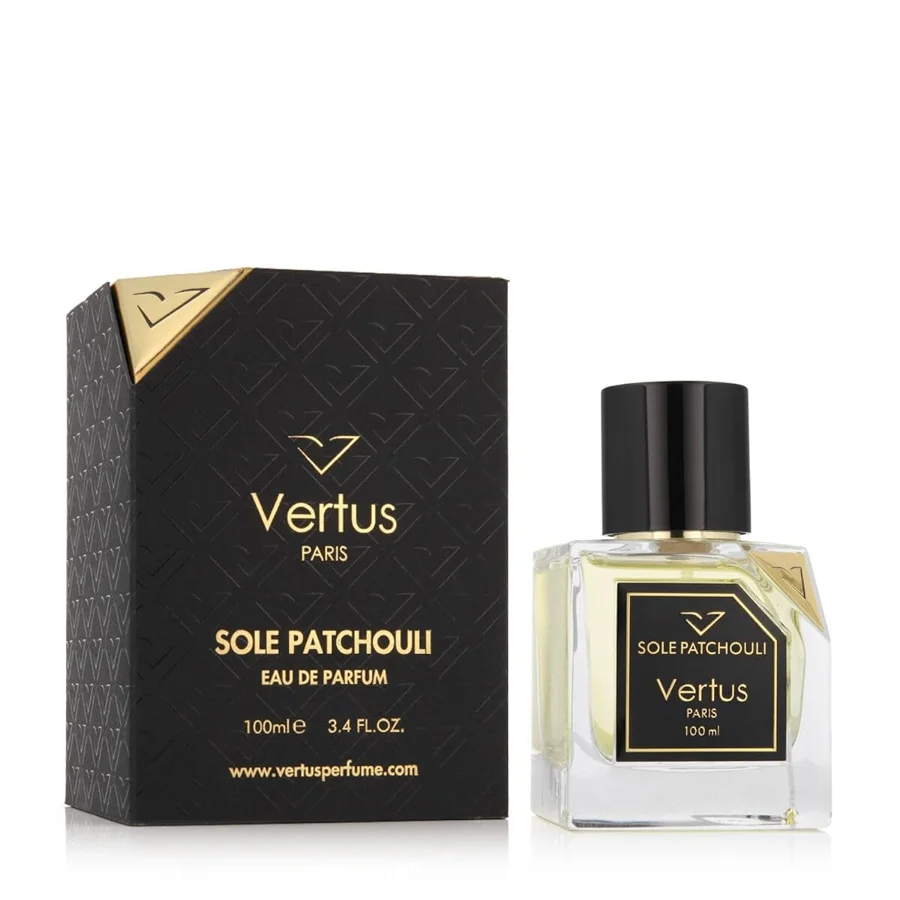 Vertus
PARIS
SOLE PATCHOULI
EAU DE PARFUM
100ml e 3.4 FL.OZ.
www.vertusperfume.com
SOLE PATCHOULI
Vertus
PARIS
100 ml